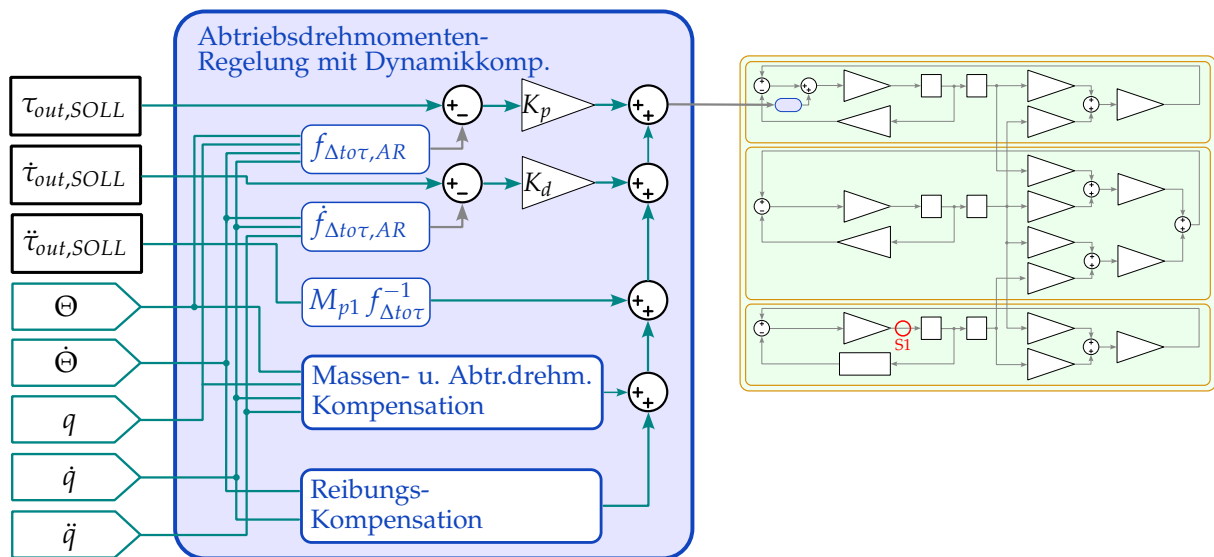 Abtriebsdrehmomenten-
Regelung mit Dynamikkomp.
τ_{out,SOLL}
K_p
f_{Δtoτ,AR}
τ̇_{out,SOLL}
K_d
ḟ_{Δtoτ,AR}
τ̈_{out,SOLL}
M_{p1} f_{Δtoτ}^{-1}
Θ
Θ̇
Massen- u. Abtr.drehm.
Kompensation
q
q̇
Reibungs-
Kompensation
q̈
S1